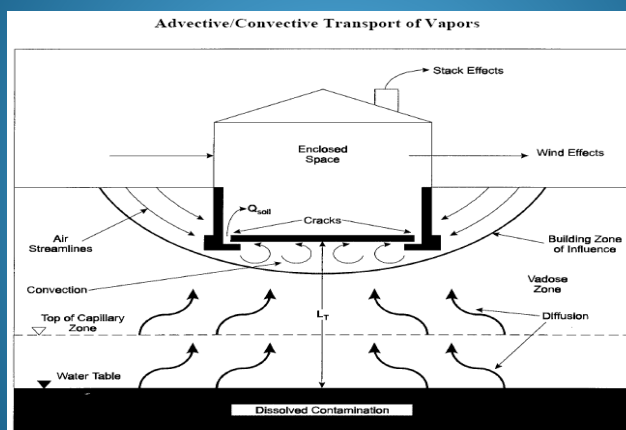 Advective/Convective Transport of Vapors
Stack Effects
Enclosed
Space
Wind Effects
Qsoil
Cracks
Air
Streamlines
Building Zone
of Influence
Convection
Vadose
Zone
Top of Capillary
Zone
LT
Diffusion
Water Table
Dissolved Contamination